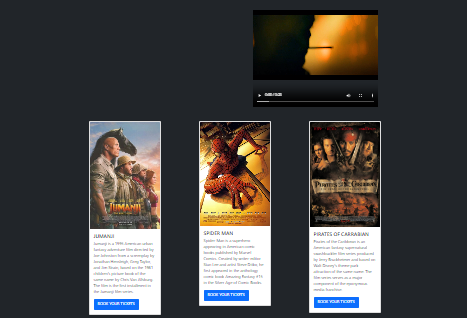 JUMANJI
PIRATES of the CARIBBEAN
JUMANJI
Jumanji is a 1995 American urban
fantasy adventure film directed by
Joe Johnston from a screenplay by
Jonathan Hensleigh, Greg Taylor,
and Jim Strain, based on the 1981
children's picture book of the
same name by Chris Van Allsburg.
The film is the first installment in
the Jumanji film series.
BOOK YOUR TICKETS
SPIDER MAN
Spider-Man is a superhero
appearing in American comic
books published by Marvel
Comics. Created by writer-editor
Stan Lee and artist Steve Ditko, he
first appeared in the anthology
comic book Amazing Fantasy #15
in the Silver Age of Comic Books
BOOK YOUR TICKETS
PIRATES OF CARRABIAN
Pirates of the Caribbean is an
American fantasy supernatural
swashbuckler film series produced
by Jerry Bruckheimer and based on
Walt Disney's theme park
attraction of the same name. The
film series serves as a major
component of the eponymous
media franchise.
BOOK YOUR TICKETS